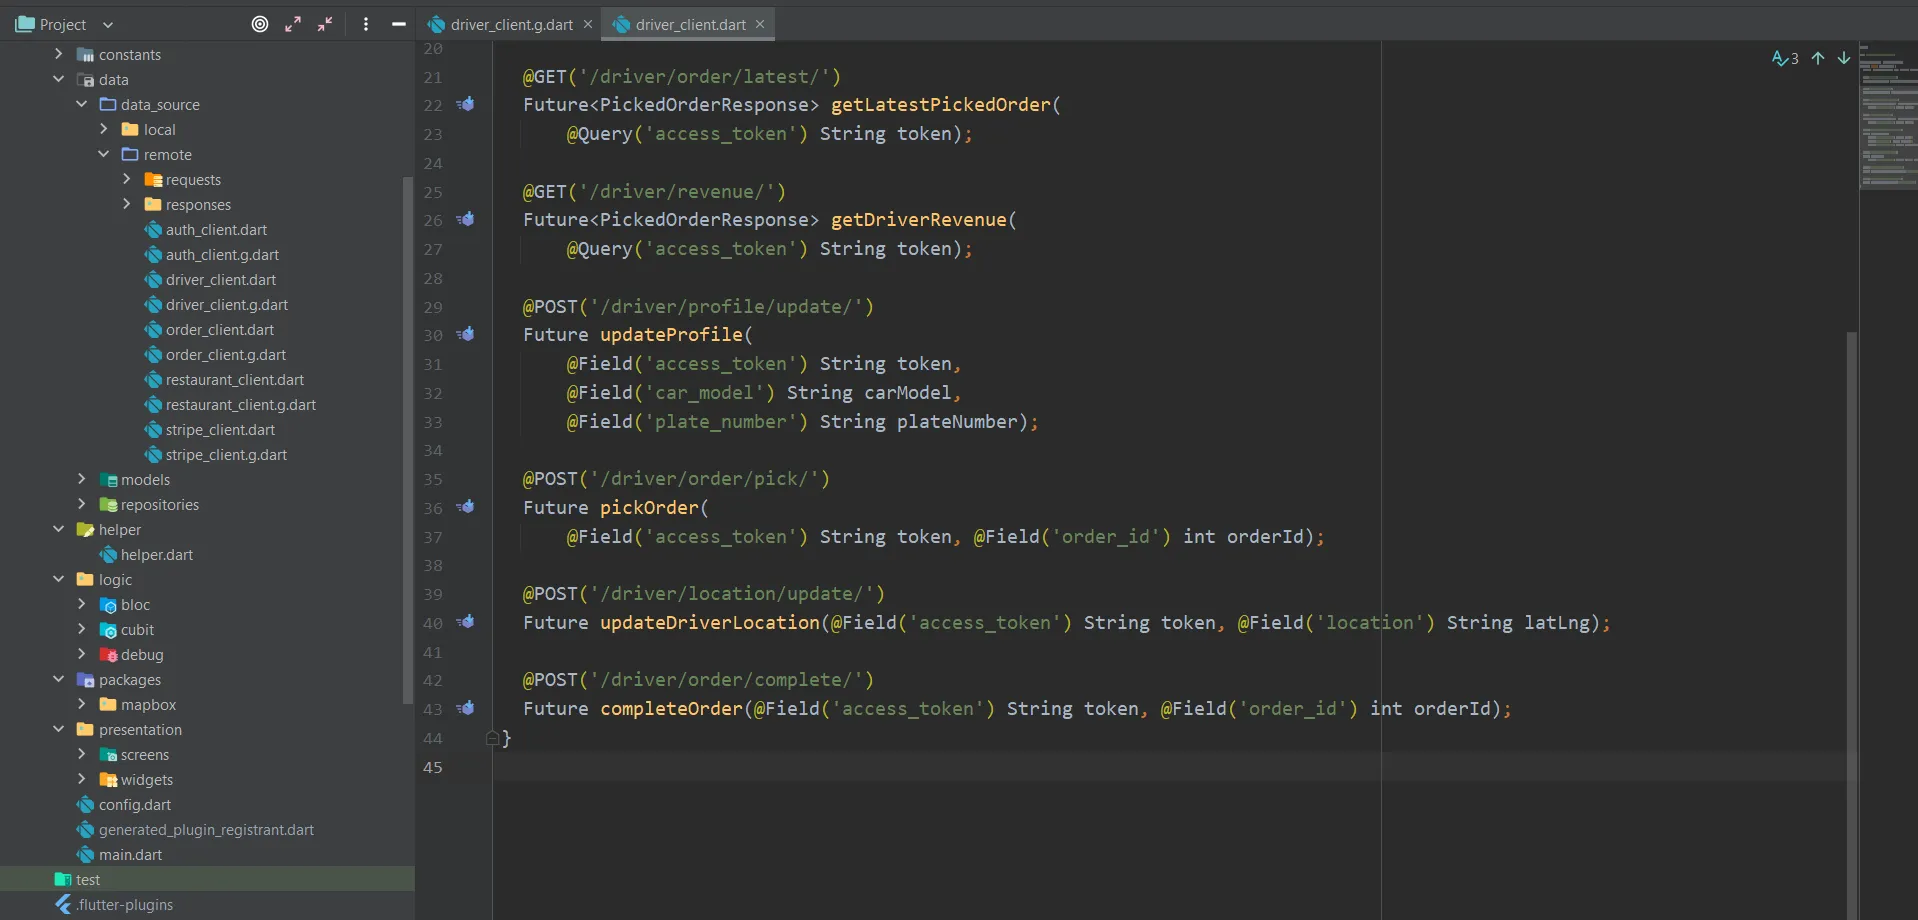 Project
driver_client.g.dart
driver_client.dart
constants
data
data_source
local
remote
requests
responses
auth_client.dart
auth_client.g.dart
driver_client.dart
driver_client.g.dart
order_client.dart
order_client.g.dart
restaurant_client.dart
restaurant_client.g.dart
stripe_client.dart
stripe_client.g.dart
models
repositories
helper
helper.dart
logic
bloc
cubit
debug
packages
mapbox
presentation
screens
widgets
config.dart
generated_plugin_registrant.dart
main.dart
test
.flutter-plugins
3
20
21 @GET('/driver/order/latest/')
22 Future<PickedOrderResponse> getLatestPickedOrder(
23 @Query('access_token') String token);
24
25 @GET('/driver/revenue/')
26 Future<PickedOrderResponse> getDriverRevenue(
27 @Query('access_token') String token);
28
29 @POST('/driver/profile/update/')
30 Future updateProfile(
31 @Field('access_token') String token,
32 @Field('car_model') String carModel,
33 @Field('plate_number') String plateNumber);
34
35 @POST('/driver/order/pick/')
36 Future pickOrder(
37 @Field('access_token') String token, @Field('order_id') int orderId);
38
39 @POST('/driver/location/update/')
40 Future updateDriverLocation(@Field('access_token') String token, @Field('location') String latLng);
41
42 @POST('/driver/order/complete/')
43 Future completeOrder(@Field('access_token') String token, @Field('order_id') int orderId);
44 }
45